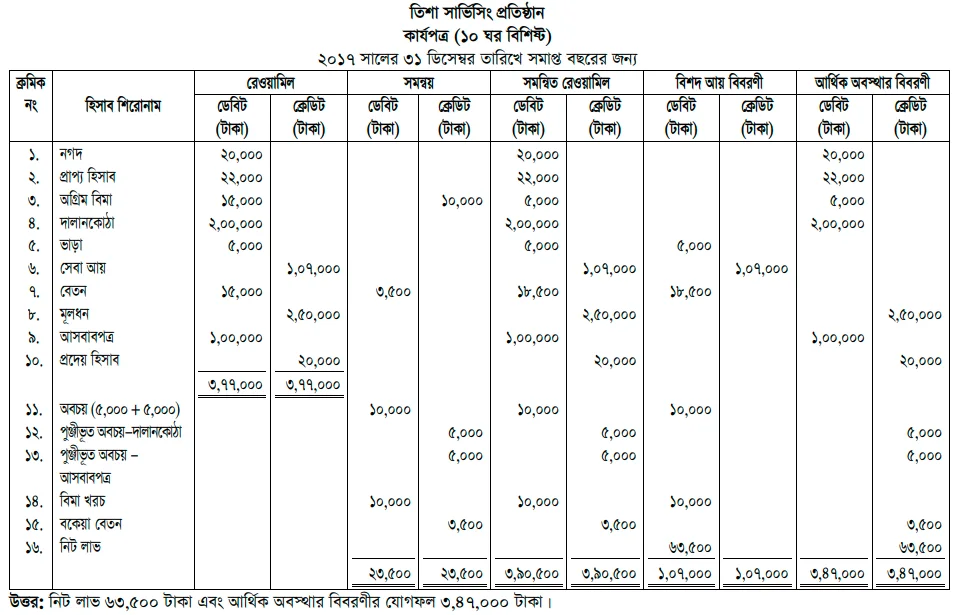 তিশা সার্ভিসিং প্রতিষ্ঠান
কার্যপত্র (১০ ঘর বিশিষ্ট)
২০১৭ সালের ৩১ ডিসেম্বর তারিখে সমাপ্ত বছরের জন্য
ক্রমিক নং হিসাব শিরোনাম রেওয়ামিল সমন্বয় সমন্বিত রেওয়ামিল বিশদ আয় বিবরণী আর্থিক অবস্থার বিবরণী
ডেবিট (টাকা) ক্রেডিট (টাকা) ডেবিট (টাকা) ক্রেডিট (টাকা) ডেবিট (টাকা) ক্রেডিট (টাকা) ডেবিট (টাকা) ক্রেডিট (টাকা) ডেবিট (টাকা) ক্রেডিট (টাকা)
১. নগদ ২০,০০০ ২০,০০০ ২০,০০০
২. প্রাপ্য হিসাব ২২,০০০ ২২,০০০ ২২,০০০
৩. অগ্রিম বিমা ১৫,০০০ ১০,০০০ ৫,০০০ ৫,০০০
৪. দালানকোঠা ২,০০,০০০ ২,০০,০০০ ২,০০,০০০
৫. ভাড়া ৫,০০০ ৫,০০০ ৫,০০০
৬. সেবা আয় ১,০৭,০০০ ১,০৭,০০০ ১,০৭,০০০
৭. বেতন ১৫,০০০ ৩,৫০০ ১৮,৫০০ ১৮,৫০০
৮. মূলধন ২,৫০,০০০ ২,৫০,০০০ ২,৫০,০০০
৯. আসবাবপত্র ১,০০,০০০ ১,০০,০০০ ১,০০,০০০
১০. প্রদেয় হিসাব ২০,০০০ ২০,০০০ ২০,০০০
৩,৭৭,০০০ ৩,৭৭,০০০
১১. অবচয় (৫,০০০ + ৫,০০০) ১০,০০০ ১০,০০০ ১০,০০০
১২. পুঞ্জীভূত অবচয়–দালানকোঠা ৫,০০০ ৫,০০০ ৫,০০০
১৩. পুঞ্জীভূত অবচয় – ৫,০০০ ৫,০০০ ৫,০০০
আসবাবপত্র
১৪. বিমা খরচ ১০,০০০ ১০,০০০ ১০,০০০
১৫. বকেয়া বেতন ৩,৫০০ ৩,৫০০ ৩,৫০০
১৬. নিট লাভ ৬৩,৫০০ ৬৩,৫০০
২৩,৫০০ ২৩,৫০০ ৩,৯০,৫০০ ৩,৯০,৫০০ ১,০৭,০০০ ১,০৭,০০০ ৩,৪৭,০০০ ৩,৪৭,০০০
উত্তর: নিট লাভ ৬৩,৫০০ টাকা এবং আর্থিক অবস্থার বিবরণীর যোগফল ৩,৪৭,০০০ টাকা।